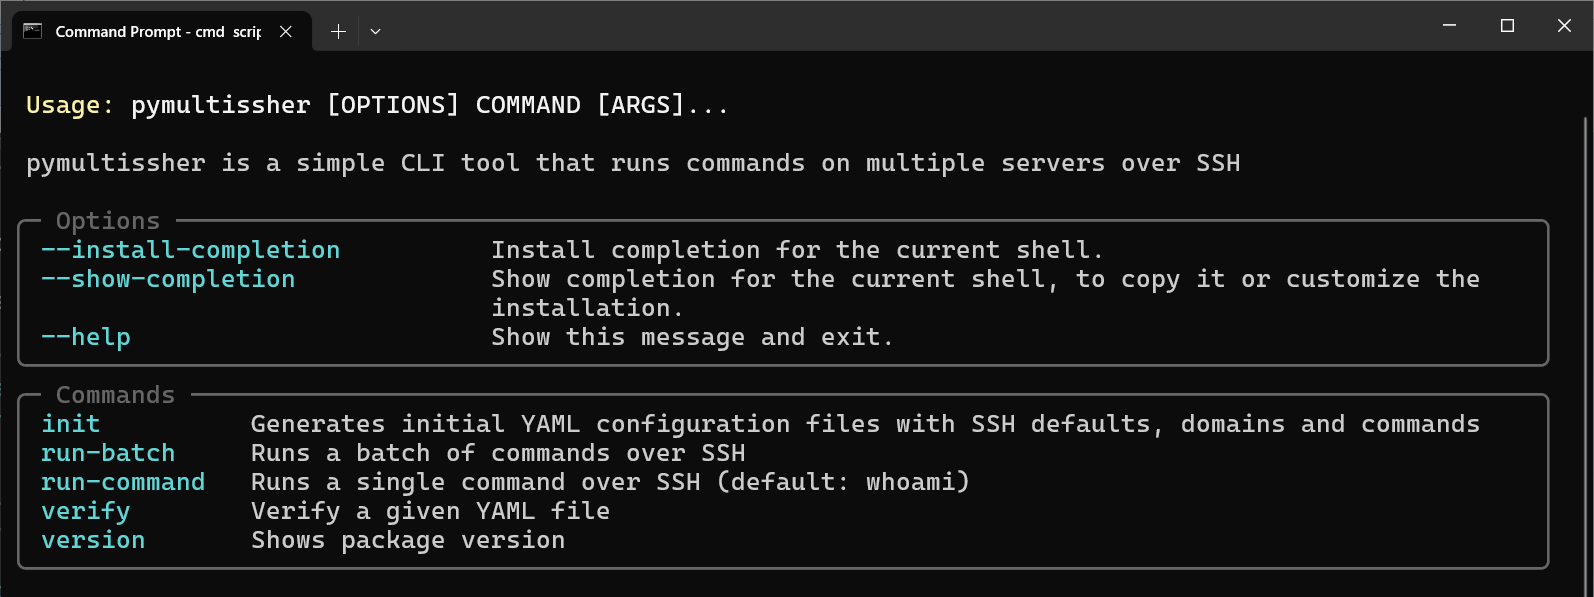 Command Prompt - cmd scrip
Usage: pymultissher [OPTIONS] COMMAND [ARGS]...
pymultissher is a simple CLI tool that runs commands on multiple servers over SSH
Options
--install-completion Install completion for the current shell.
--show-completion Show completion for the current shell, to copy it or customize the
installation.
--help Show this message and exit.
Commands
init Generates initial YAML configuration files with SSH defaults, domains and commands
run-batch Runs a batch of commands over SSH
run-command Runs a single command over SSH (default: whoami)
verify Verify a given YAML file
version Shows package version